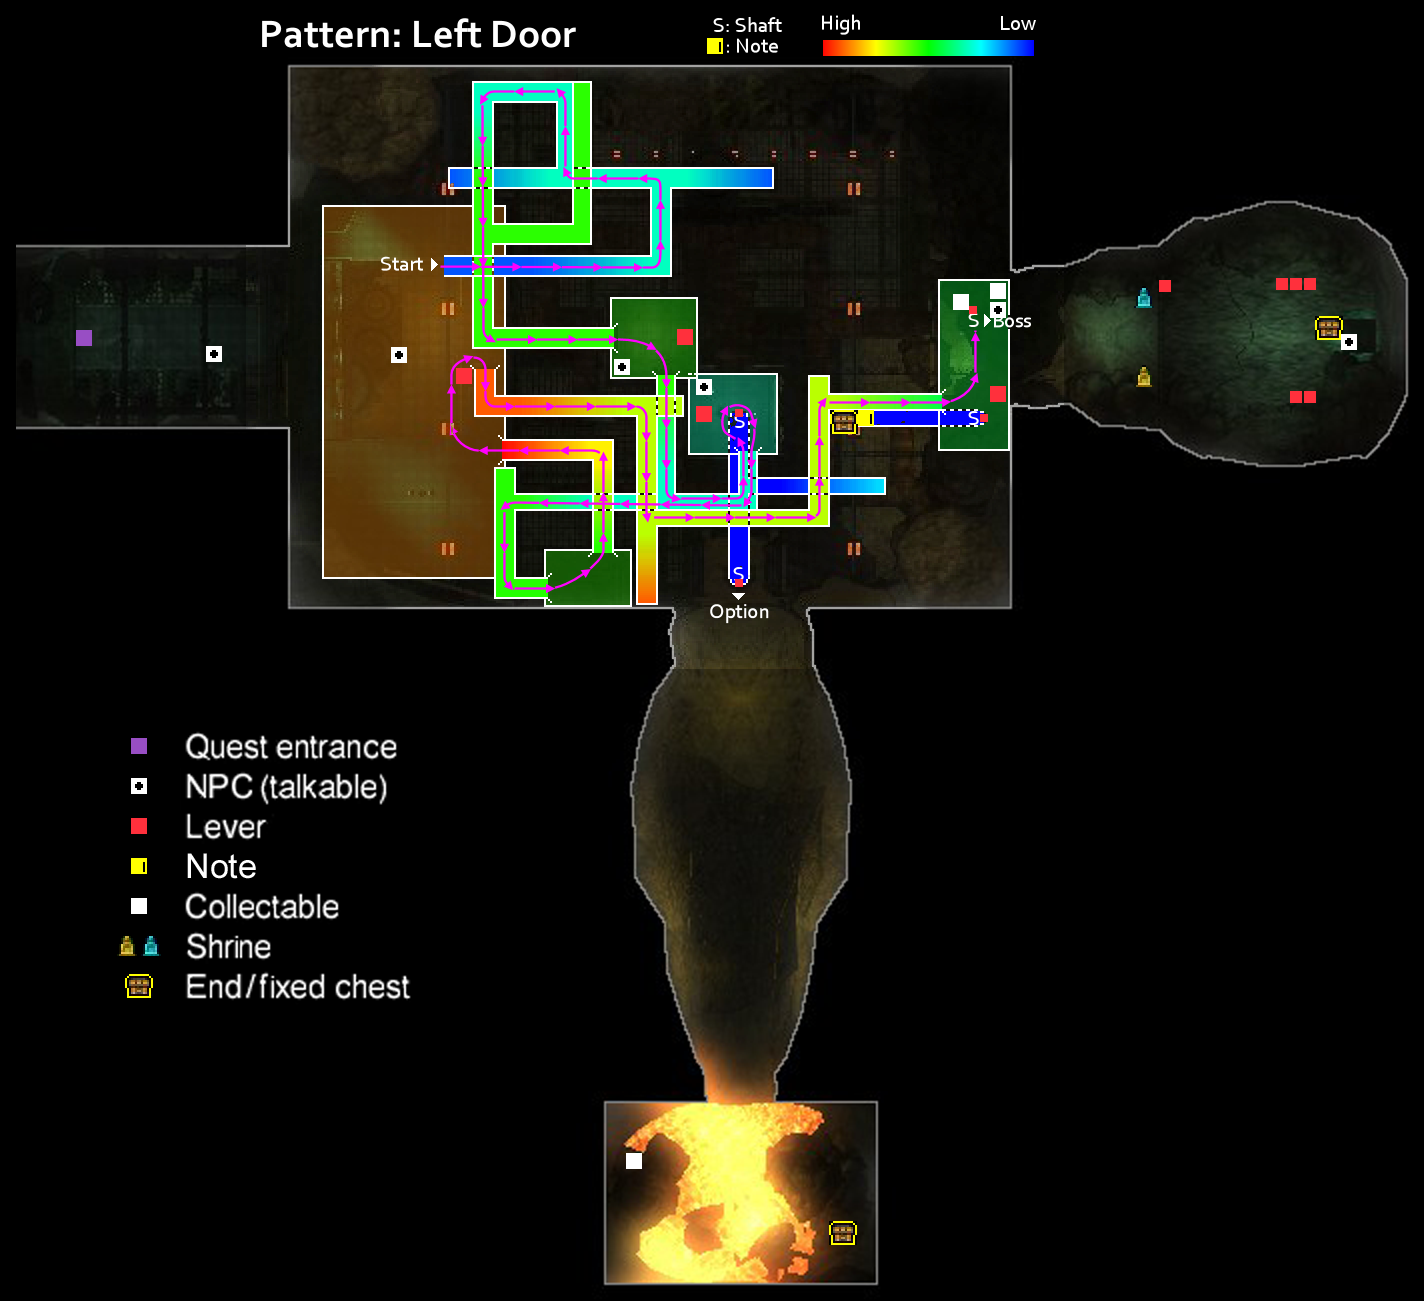 Pattern: Left Door
S: Shaft
: Note
High
Low
Start
S
Boss
S
S
S
Option
Quest entrance
NPC (talkable)
Lever
Note
Collectable
Shrine
End/fixed chest